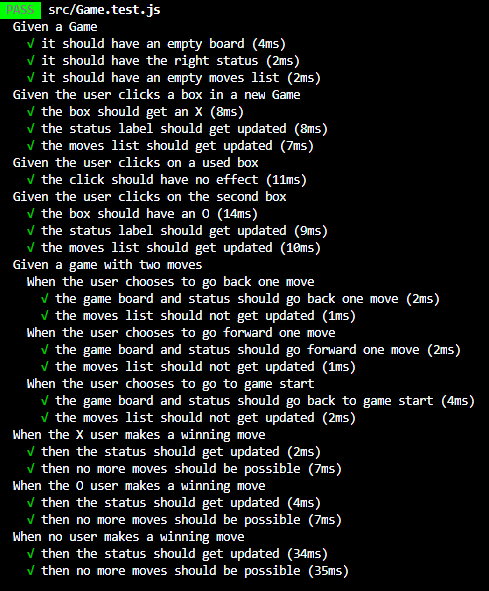 PASS src/Game.test.js
Given a Game
√ it should have an empty board (4ms)
√ it should have the right status (2ms)
√ it should have an empty moves list (2ms)
Given the user clicks a box in a new Game
√ the box should get an X (8ms)
√ the status label should get updated (8ms)
√ the moves list should get updated (7ms)
Given the user clicks on a used box
√ the click should have no effect (11ms)
Given the user clicks on the second box
√ the box should have an O (14ms)
√ the status label should get updated (9ms)
√ the moves list should get updated (10ms)
Given a game with two moves
When the user chooses to go back one move
√ the game board and status should go back one move (2ms)
√ the moves list should not get updated (1ms)
When the user chooses to go forward one move
√ the game board and status should go forward one move (2ms)
√ the moves list should not get updated (1ms)
When the user chooses to go to game start
√ the game board and status should go back to game start (4ms)
√ the moves list should not get updated (2ms)
When the X user makes a winning move
√ then the status should get updated (2ms)
√ then no more moves should be possible (7ms)
When the O user makes a winning move
√ then the status should get updated (4ms)
√ then no more moves should be possible (7ms)
When no user makes a winning move
√ then the status should get updated (34ms)
√ then no more moves should be possible (35ms)